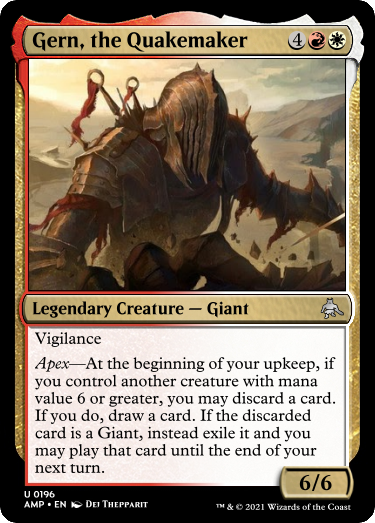 Gern, the Quakemaker 4
Legendary Creature — Giant
Vigilance
Apex—At the beginning of your upkeep, if
you control another creature with mana
value 6 or greater, you may discard a card.
If you do, draw a card. If the discarded
card is a Giant, instead exile it and you
may play that card until the end of your
next turn.
6/6
U 0196
AMP • EN Dej Thepparit
™ & © 2021 Wizards of the Coast